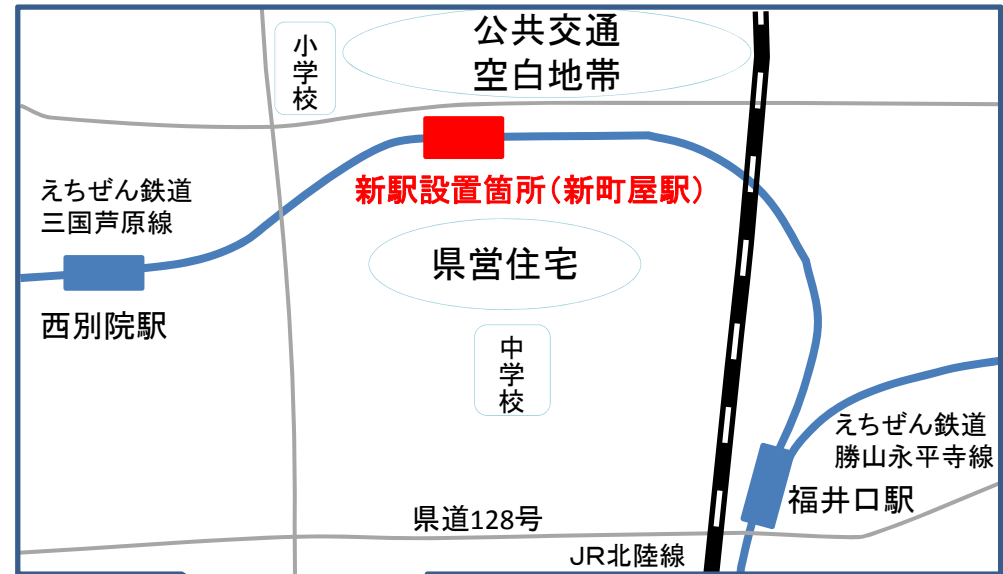 小学校
公共交通
空白地帯
えちぜん鉄道
三国芦原線
新駅設置箇所(新町屋駅)
県営住宅
西別院駅
中学校
えちぜん鉄道
勝山永平寺線
福井口駅
県道128号
JR北陸線